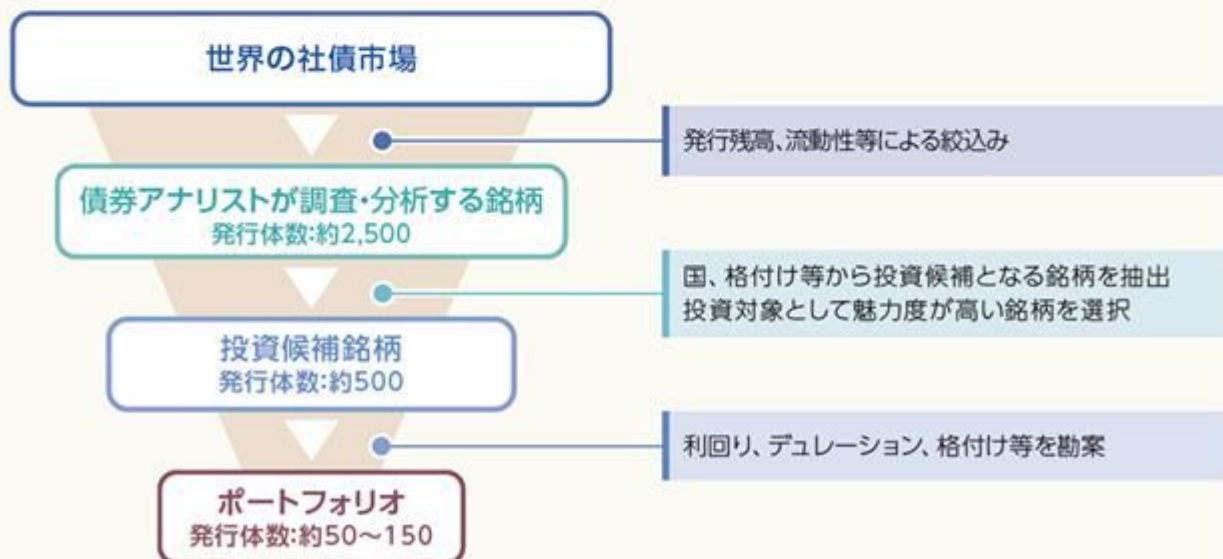 世界の社債市場
発行残高、流動性等による絞込み
債券アナリストが調査・分析する銘柄
発行体数:約2,500
国、格付け等から投資候補となる銘柄を抽出
投資対象として魅力度が高い銘柄を選択
投資候補銘柄
発行体数:約500
利回り、デュレーション、格付け等を勘案
ポートフォリオ
発行体数:約50～150